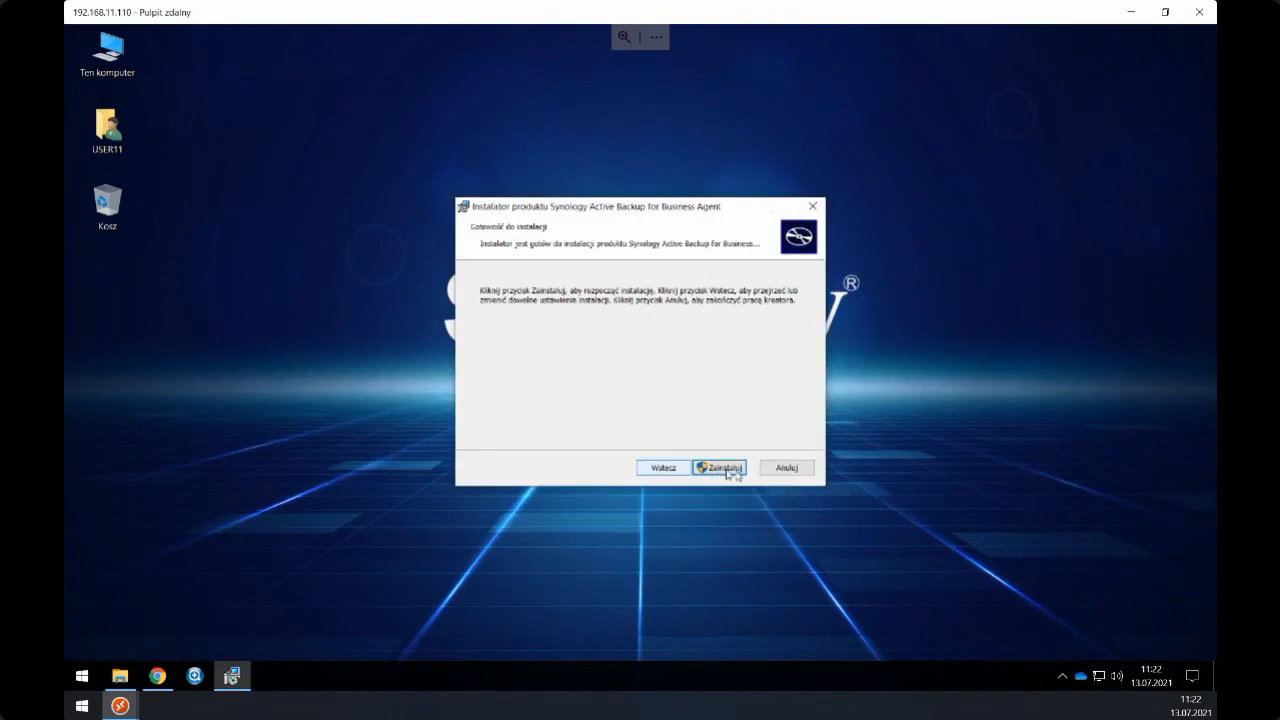 192.168.11.110 - Pulpit zdalny
Ten komputer
USER11
Kosz
Instalator produktu Synology Active Backup for Business Agent
Gotowość do instalacji
Instalator jest gotów do instalacji produktu Synology Active Backup for Business...
Kliknij przycisk Zainstaluj, aby rozpocząć instalację. Kliknij przycisk Wstecz, aby przejrzeć lub
zmienić dowolne ustawienia instalacji. Kliknij przycisk Anuluj, aby zakończyć pracę kreatora.
Wstecz
Zainstaluj
Anuluj
®
11:22
13.07.2021
11:22
13.07.2021